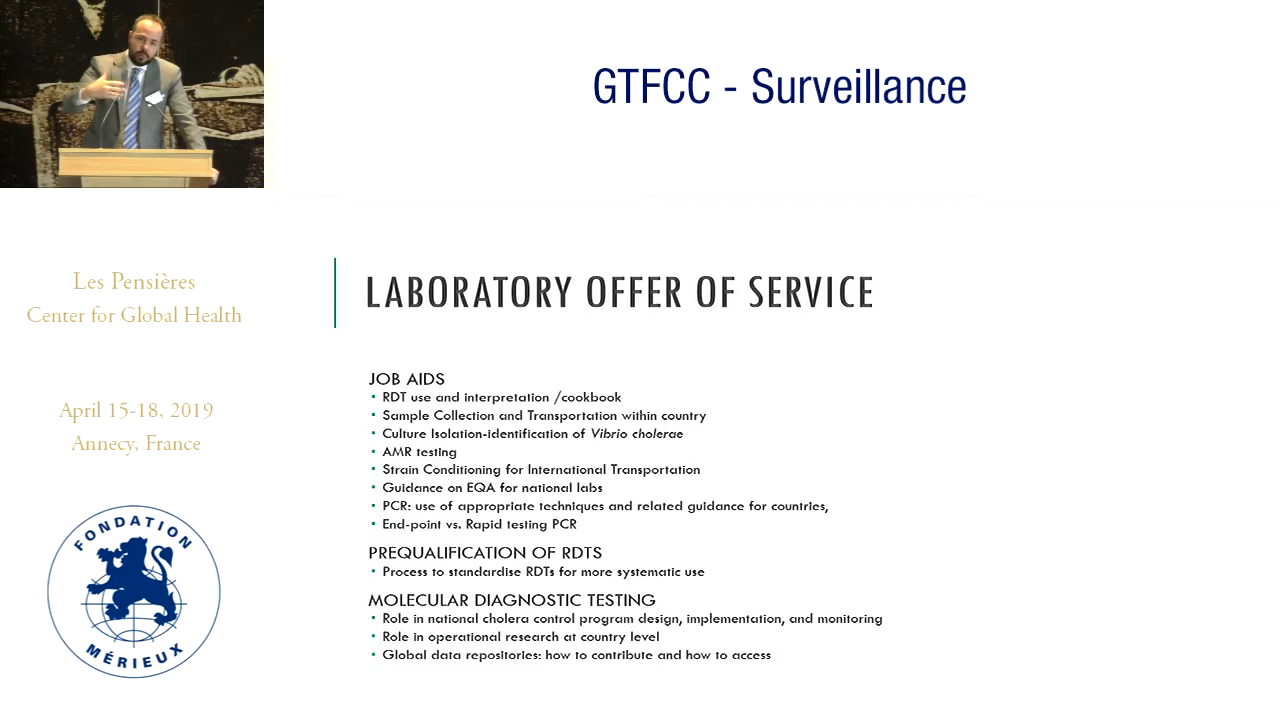 GTFCC - Surveillance
Les Pensières
Center for Global Health
April 15-18, 2019
Annecy, France
FONDATION
MÉRIEUX
LABORATORY OFFER OF SERVICE
JOB AIDS
▪ RDT use and interpretation /cookbook
▪ Sample Collection and Transportation within country
▪ Culture Isolation-identification of Vibrio cholerae
▪ AMR testing
▪ Strain Conditioning for International Transportation
▪ Guidance on EQA for national labs
▪ PCR: use of appropriate techniques and related guidance for countries,
▪ End-point vs. Rapid testing PCR
PREQUALIFICATION OF RDTS
▪ Process to standardise RDTs for more systematic use
MOLECULAR DIAGNOSTIC TESTING
▪ Role in national cholera control program design, implementation, and monitoring
▪ Role in operational research at country level
▪ Global data repositories: how to contribute and how to access